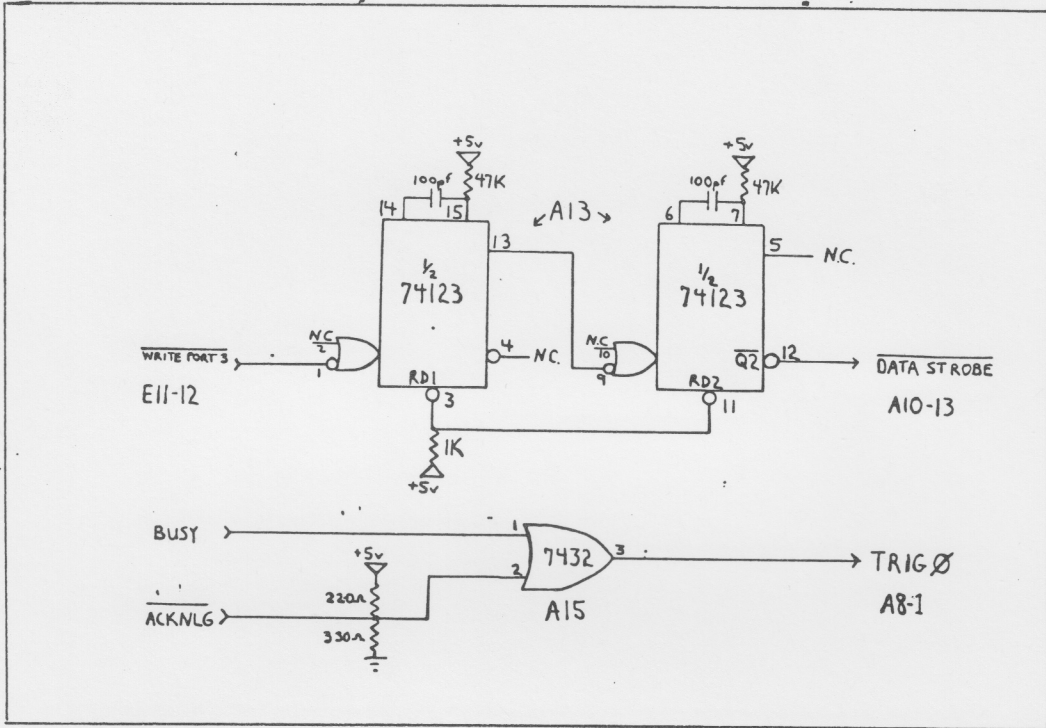 +5v
+5v
100pf
47K
100pf
47K
14
15
← A13 →
6
7
13
5
N.C.
1/2
74123
1/2
74123
N.C.
2
4
N.C.
N.C
10
WRITE PORT 3
1
9
Q2
12
DATA STROBE
E11-12
RD1
RD2
A10-13
3
11
1K
+5v
BUSY
1
+5v
7432
3
TRIGØ
2
220Ω
A8-1
ACKNLG
A15
330Ω